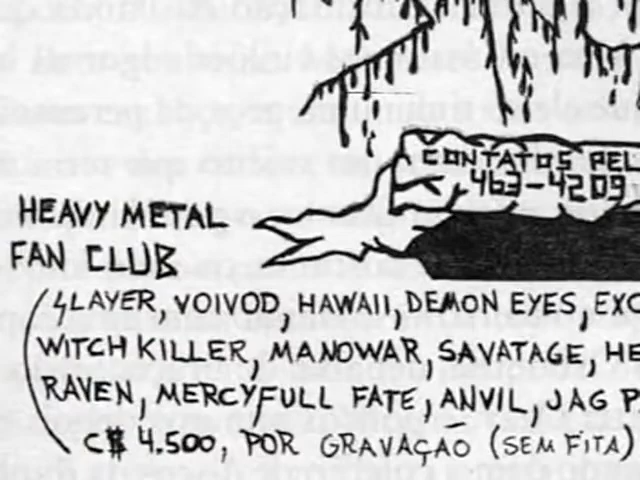 CONTATOS PEL
463-4209
HEAVY METAL
FAN CLUB
SLAYER, VOIVOD, HAWAII, DEMON EYES, EXC
WITCH KILLER, MANOWAR, SAVATAGE, HE
RAVEN, MERCYFULL FATE, ANVIL, JAG P
C$ 4.500, POR GRAVAÇÃO (SEM FITA)